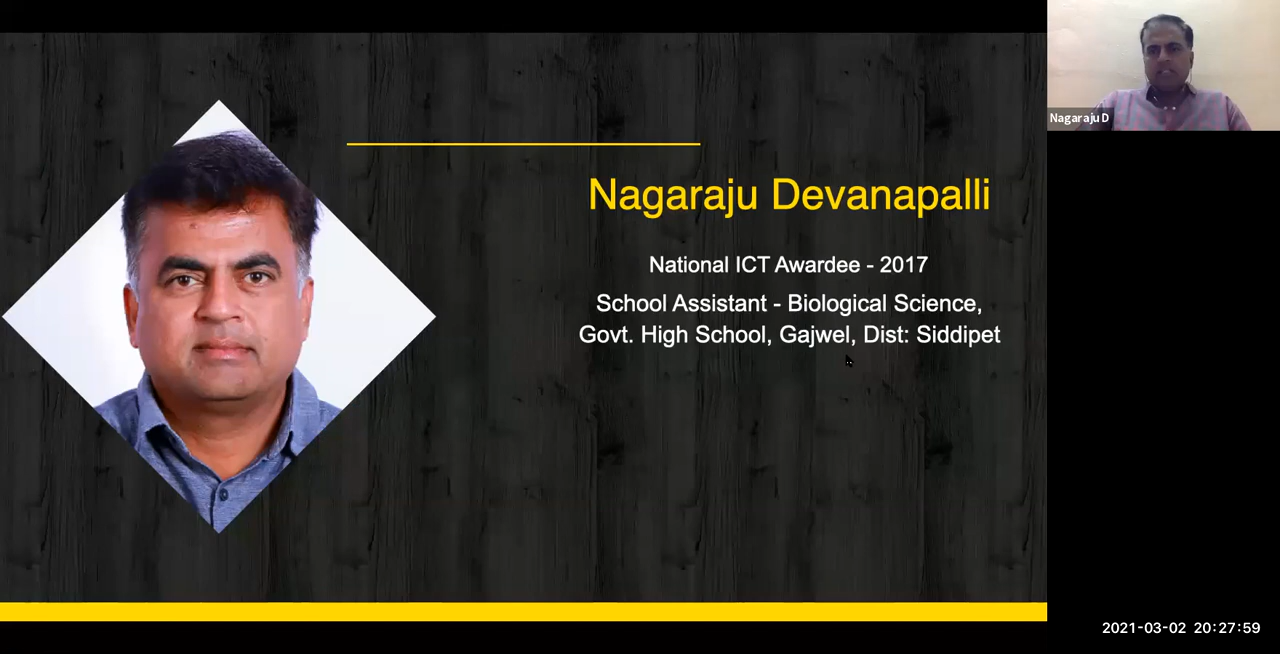 Nagaraju D
Nagaraju Devanapalli
National ICT Awardee - 2017
School Assistant - Biological Science,
Govt. High School, Gajwel, Dist: Siddipet
2021-03-02 20:27:59